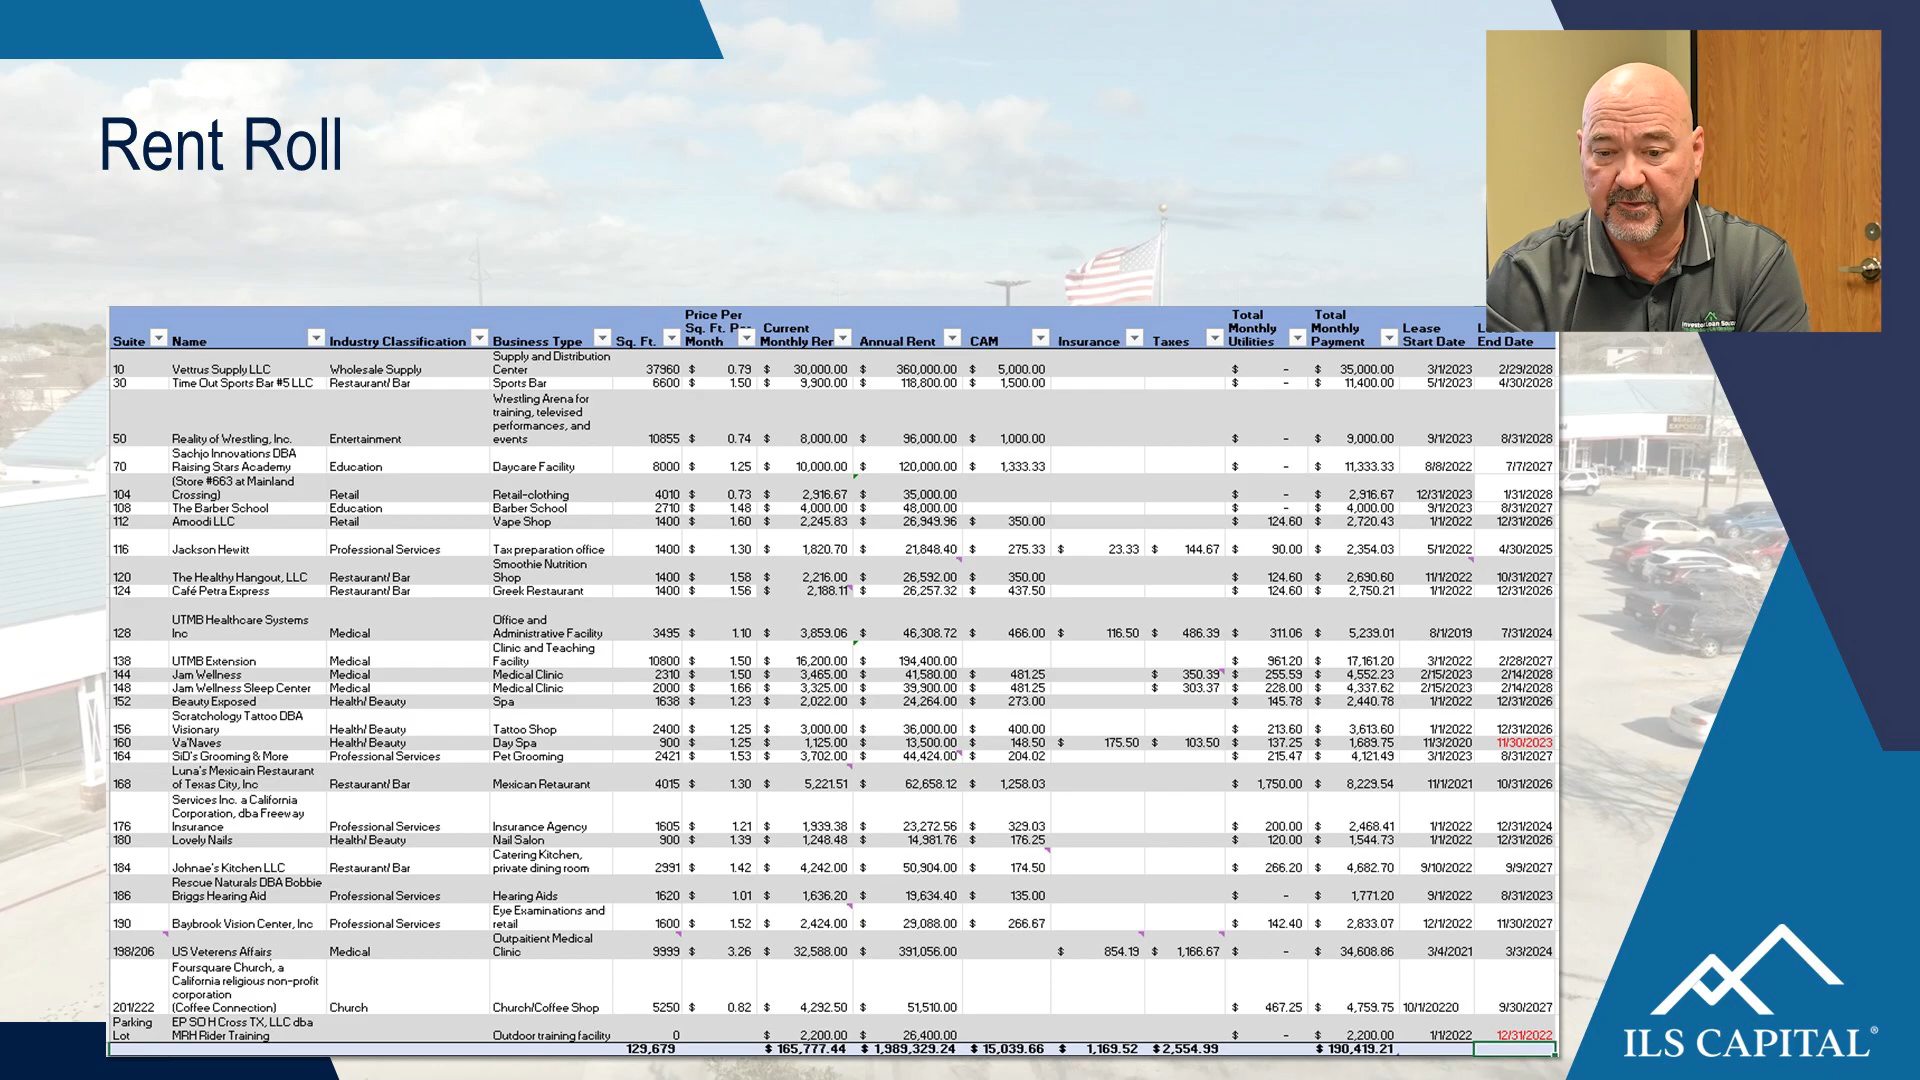 Rent Roll
Suite Name Industry Classification Business Type Sq. Ft. Price Per Sq. Ft. Per Month Current Monthly Ren Annual Rent CAM Insurance Taxes Total Monthly Utilities Total Monthly Payment Lease Start Date End Date
10 Vettrus Supply LLC Wholesale Supply Supply and Distribution Center 37960 $ 0.79 $ 30,000.00 $ 360,000.00 $ 5,000.00 $ - $ 35,000.00 3/1/2023 2/29/2028
30 Time Out Sports Bar #5 LLC Restaurant/ Bar Sports Bar 6600 $ 1.50 $ 9,900.00 $ 118,800.00 $ 1,500.00 $ - $ 11,400.00 5/1/2023 4/30/2028
50 Reality of Wrestling, Inc. Entertainment Wrestling Arena for training, televised performances, and events 10855 $ 0.74 $ 8,000.00 $ 96,000.00 $ 1,000.00 $ - $ 9,000.00 9/1/2023 8/31/2028
70 Sachjo Innovations DBA Raising Stars Academy Education Daycare Facility 8000 $ 1.25 $ 10,000.00 $ 120,000.00 $ 1,333.33 $ - $ 11,333.33 8/8/2022 7/7/2027
104 (Store #663 at Mainland Crossing) Retail Retail-clothing 4010 $ 0.73 $ 2,916.67 $ 35,000.00 $ - $ 2,916.67 12/31/2023 1/31/2028
108 The Barber School Education Barber School 2710 $ 1.48 $ 4,000.00 $ 48,000.00 $ - $ 4,000.00 9/1/2023 8/31/2027
112 Amoodi LLC Retail Vape Shop 1400 $ 1.60 $ 2,245.83 $ 26,949.96 $ 350.00 $ 124.60 $ 2,720.43 1/1/2022 12/31/2026
116 Jackson Hewitt Professional Services Tax preparation office 1400 $ 1.30 $ 1,820.70 $ 21,848.40 $ 275.33 $ 23.33 $ 144.67 $ 90.00 $ 2,354.03 5/1/2022 4/30/2025
120 The Healthy Hangout, LLC Restaurant/ Bar Smoothie Nutrition Shop 1400 $ 1.58 $ 2,216.00 $ 26,592.00 $ 350.00 $ 124.60 $ 2,690.60 11/1/2022 10/31/2027
124 Café Petra Express Restaurant/ Bar Greek Restaurant 1400 $ 1.56 $ 2,188.11 $ 26,257.32 $ 437.50 $ 124.60 $ 2,750.21 1/1/2022 12/31/2026
128 UTMB Healthcare Systems Inc Medical Office and Administrative Facility 3495 $ 1.10 $ 3,859.06 $ 46,308.72 $ 466.00 $ 116.50 $ 486.39 $ 311.06 $ 5,239.01 8/1/2019 7/31/2024
138 UTMB Extension Medical Clinic and Teaching Facility 10800 $ 1.50 $ 16,200.00 $ 194,400.00 $ 961.20 $ 17,161.20 3/1/2022 2/28/2027
144 Jam Wellness Medical Medical Clinic 2310 $ 1.50 $ 3,465.00 $ 41,580.00 $ 481.25 $ 350.39 $ 255.59 $ 4,552.23 2/15/2023 2/14/2028
148 Jam Wellness Sleep Center Medical Medical Clinic 2000 $ 1.66 $ 3,325.00 $ 39,900.00 $ 481.25 $ 303.37 $ 228.00 $ 4,337.62 2/15/2023 2/14/2028
152 Beauty Exposed Health/ Beauty Spa 1638 $ 1.23 $ 2,022.00 $ 24,264.00 $ 273.00 $ 145.78 $ 2,440.78 1/1/2022 12/31/2026
156 Scratchology Tattoo DBA Visionary Health/ Beauty Tattoo Shop 2400 $ 1.25 $ 3,000.00 $ 36,000.00 $ 400.00 $ 213.60 $ 3,613.60 1/1/2022 12/31/2026
160 Va'Naves Health/ Beauty Day Spa 900 $ 1.25 $ 1,125.00 $ 13,500.00 $ 148.50 $ 175.50 $ 103.50 $ 137.25 $ 1,689.75 11/3/2020 11/30/2023
164 SiD's Grooming & More Professional Services Pet Grooming 2421 $ 1.53 $ 3,702.00 $ 44,424.00 $ 204.02 $ 215.47 $ 4,121.49 3/1/2023 8/31/2027
168 Luna's Mexicain Restaurant of Texas City, Inc Restaurant/ Bar Mexican Retaurant 4015 $ 1.30 $ 5,221.51 $ 62,658.12 $ 1,258.03 $ 1,750.00 $ 8,229.54 11/1/2021 10/31/2026
176 Services Inc. a California Corporation, dba Freeway Insurance Professional Services Insurance Agency 1605 $ 1.21 $ 1,939.38 $ 23,272.56 $ 329.03 $ 200.00 $ 2,468.41 1/1/2022 12/31/2024
180 Lovely Nails Health/ Beauty Nail Salon 900 $ 1.39 $ 1,248.48 $ 14,981.76 $ 176.25 $ 120.00 $ 1,544.73 1/1/2022 12/31/2026
184 Johnae's Kitchen LLC Restaurant/ Bar Catering Kitchen, private dining room 2991 $ 1.42 $ 4,242.00 $ 50,904.00 $ 174.50 $ 266.20 $ 4,682.70 9/10/2022 9/9/2027
186 Rescue Naturals DBA Bobbie Briggs Hearing Aid Professional Services Hearing Aids 1620 $ 1.01 $ 1,636.20 $ 19,634.40 $ 135.00 $ - $ 1,771.20 9/1/2022 8/31/2023
190 Baybrook Vision Center, Inc Professional Services Eye Examinations and retail 1600 $ 1.52 $ 2,424.00 $ 29,088.00 $ 266.67 $ 142.40 $ 2,833.07 12/1/2022 11/30/2027
198/206 US Veterens Affairs Medical Outpaitient Medical Clinic 9999 $ 3.26 $ 32,588.00 $ 391,056.00 $ 854.19 $ 1,166.67 $ - $ 34,608.86 3/4/2021 3/3/2024
201/222 Foursquare Church, a California religious non-profit corporation (Coffee Connection) Church Church/Coffee Shop 5250 $ 0.82 $ 4,292.50 $ 51,510.00 $ 467.25 $ 4,759.75 10/1/20220 9/30/2027
Parking Lot EP SO H Cross TX, LLC dba MRH Rider Training Outdoor training facility 0 $ 2,200.00 $ 26,400.00 $ - $ 2,200.00 1/1/2022 12/31/2022
129,679 $ 165,777.44 $ 1,989,329.24 $ 15,039.66 $ 1,169.52 $2,554.99 $ 190,419.21
ILS CAPITAL®